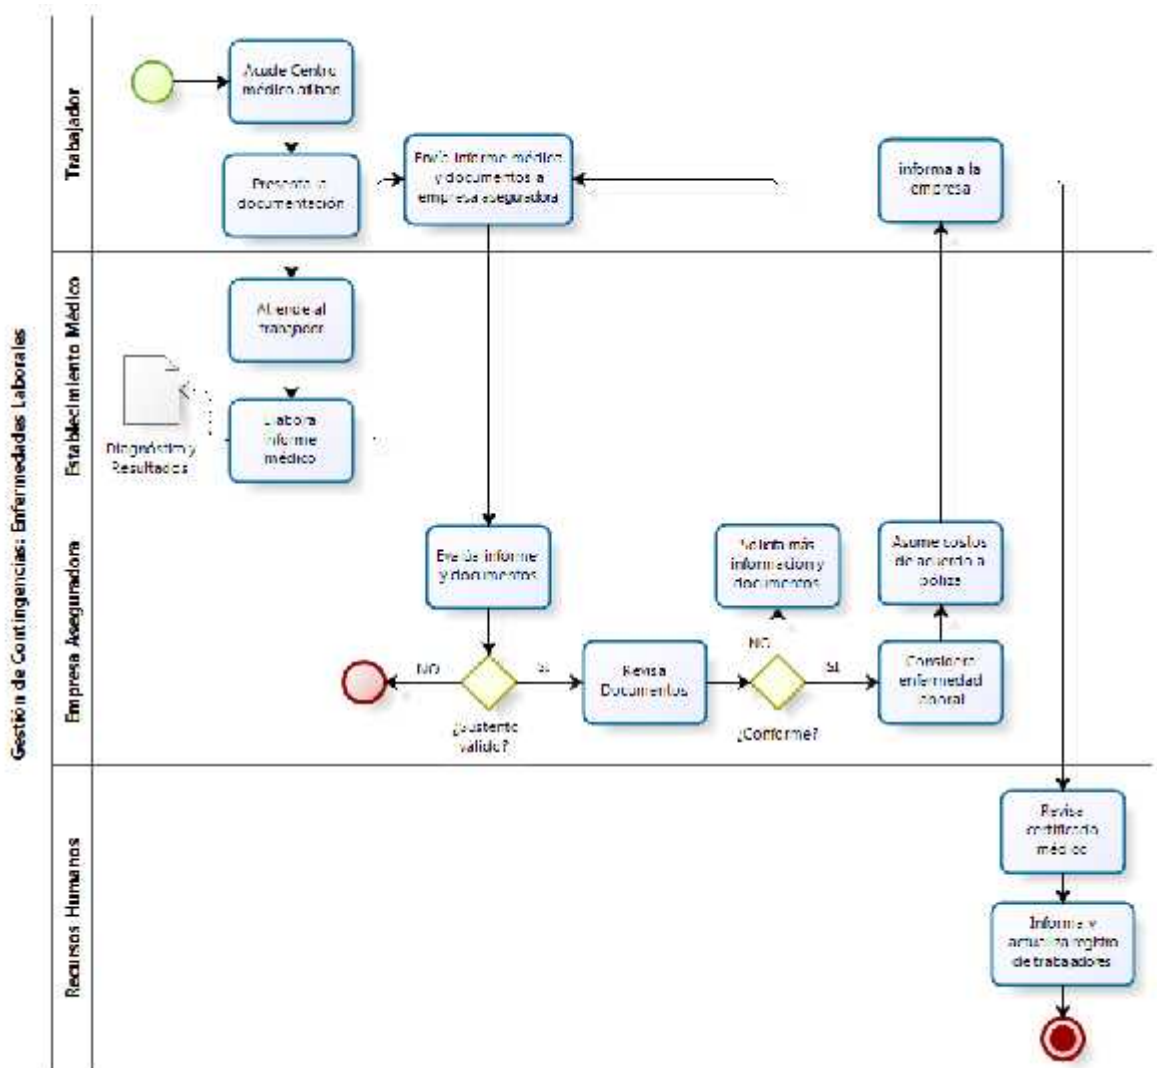 Gestión de Contingencias: Enfermedades Laborales
Trabajador
Acude Centro
médico afiliado
Presenta la
documentación
Envía informe médico
y documentos a
empresa aseguradora
informa a la
empresa
Establecimiento Médico
Atiende al
trabajador
Elabora
informe
médico
Diagnóstico y
Resultados
Empresa Aseguradora
Evalúa informe
y documentos
¿Sustento
válido?
NO
SI
Revisa
Documentos
Solicita más
información y
documentos
NO
¿Conforme?
SI
Asume costos
de acuerdo a
póliza
Considera
enfermedad
laboral
Recursos Humanos
Revisa
certificado
médico
Informa y
actualiza registro
de trabajadores